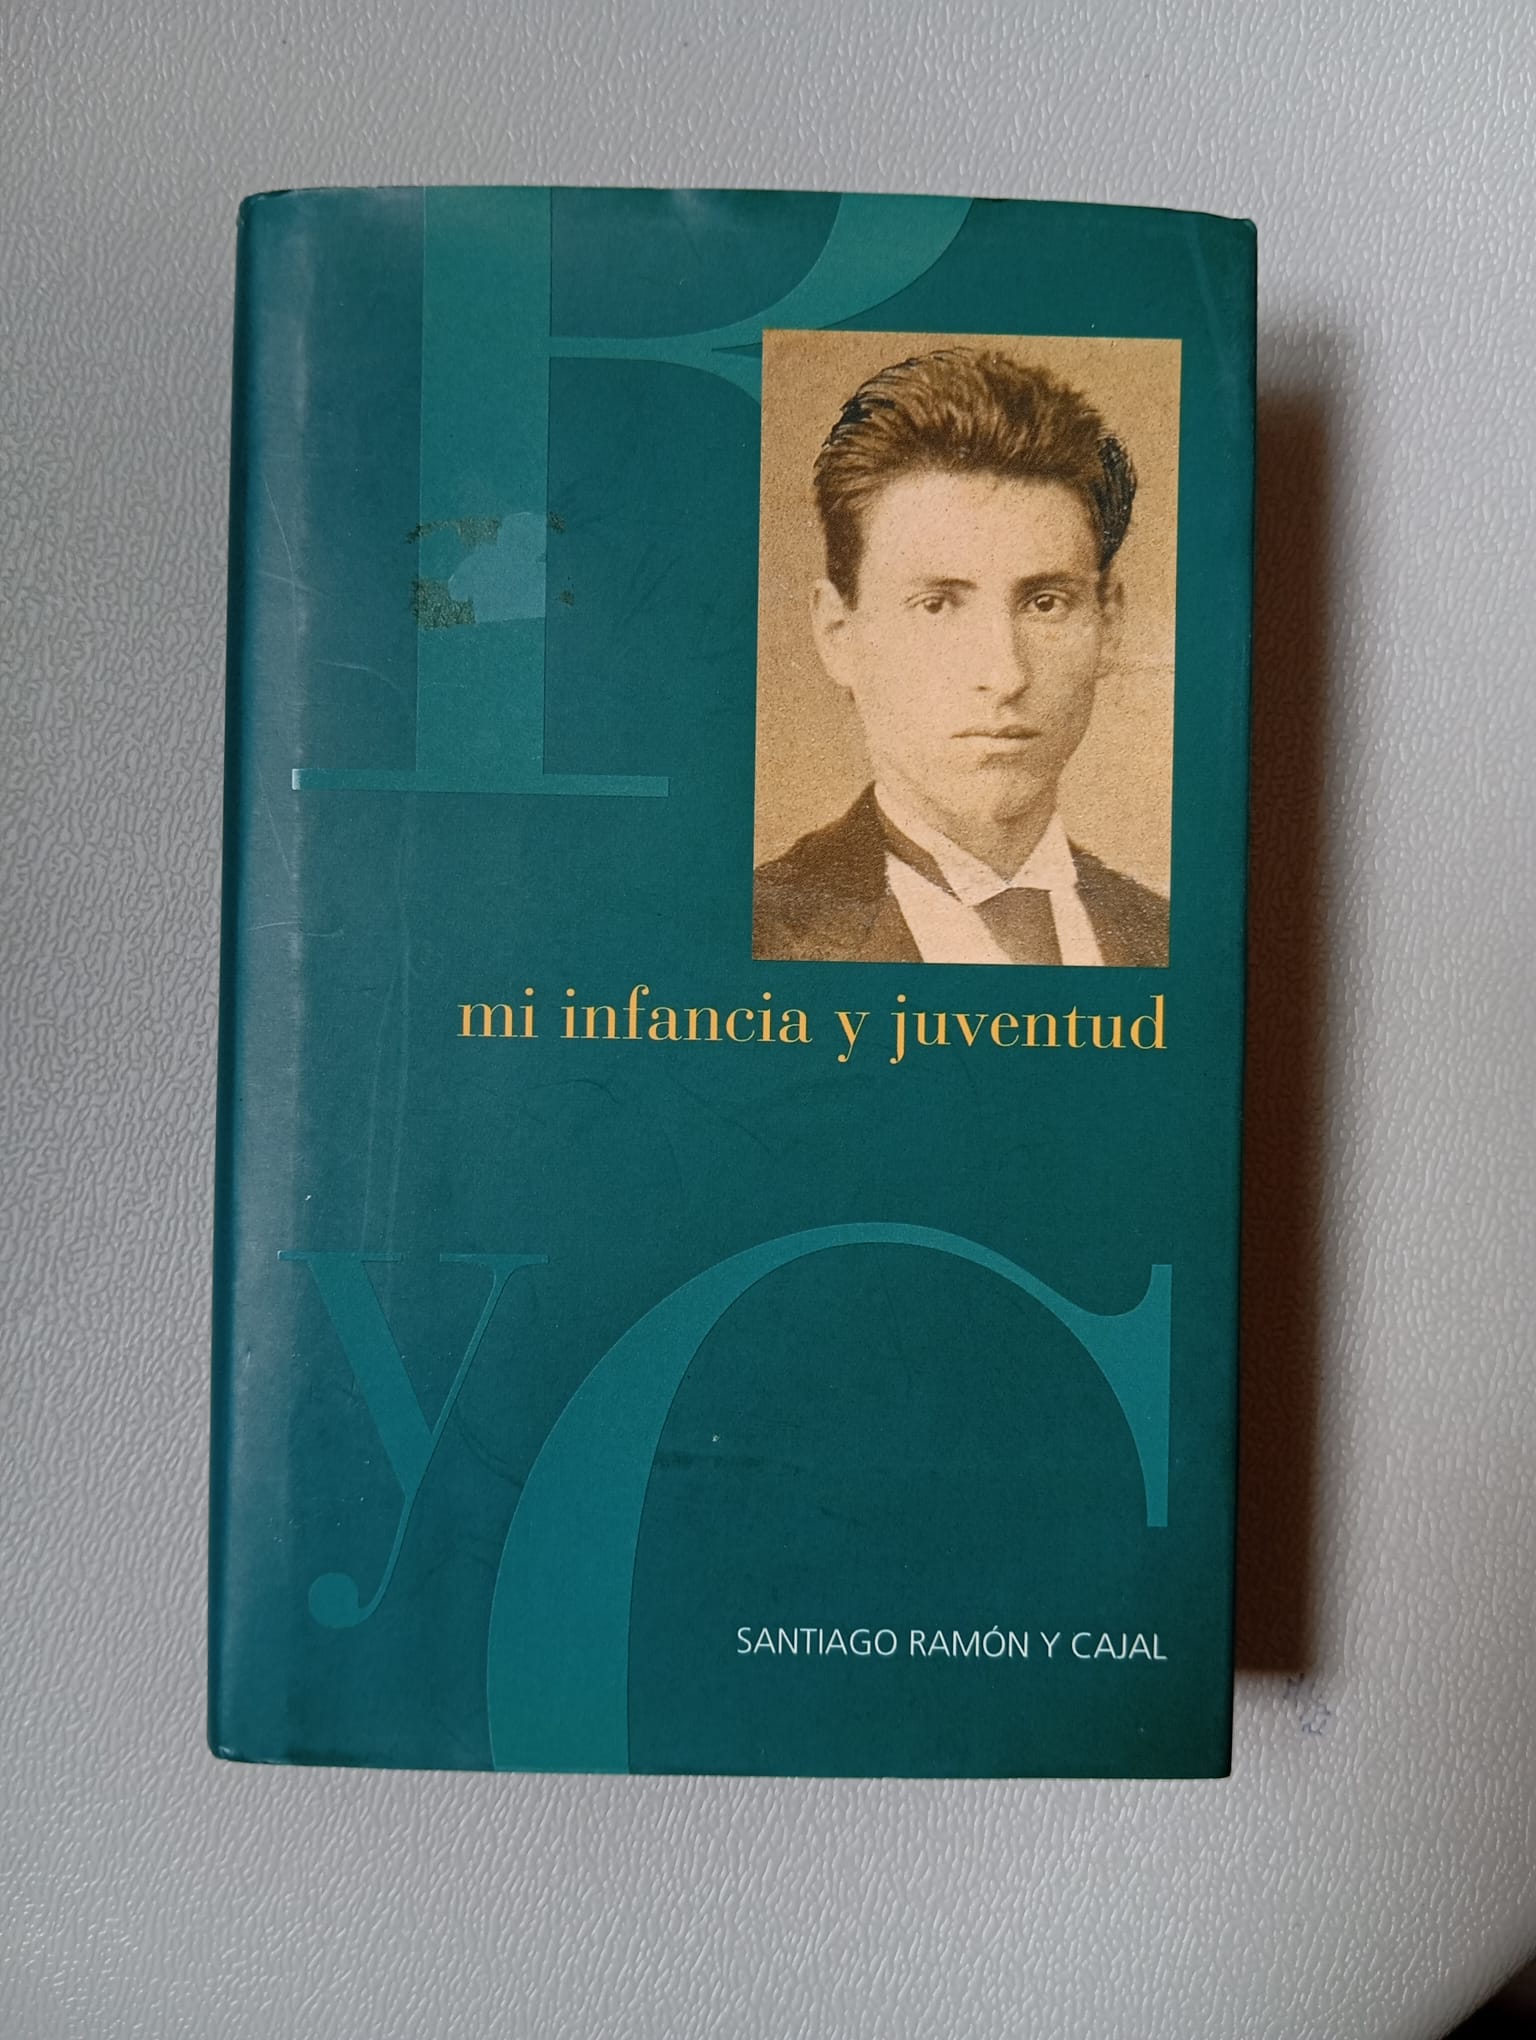 R
mi infancia y juventud
y C
SANTIAGO RAMÓN Y CAJAL